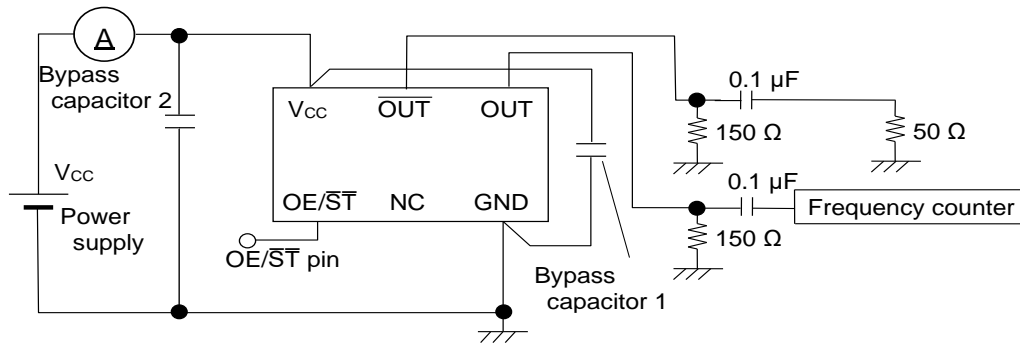 A
Bypass
capacitor 2
VCC
Power
supply
VCC
OUT
OUT
OE/ST
NC
GND
OE/ST pin
Bypass
capacitor 1
0.1 µF
150 Ω
50 Ω
0.1 µF
150 Ω
Frequency counter